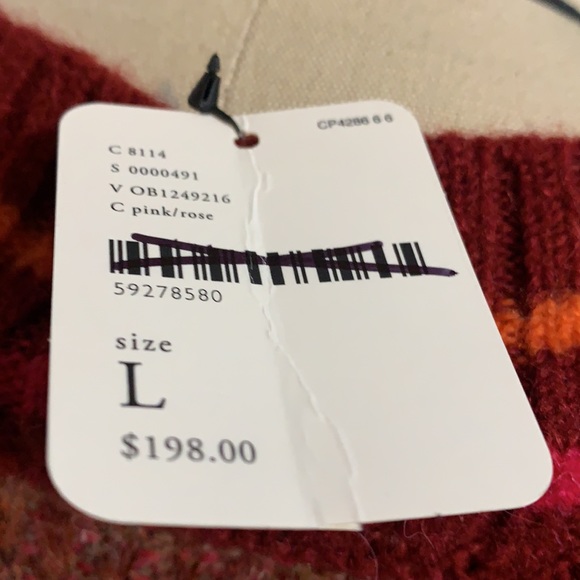 CP4286 6 6
C 8114
S 0000491
V OB1249216
C pink/rose
59278580
size
L
$198.00